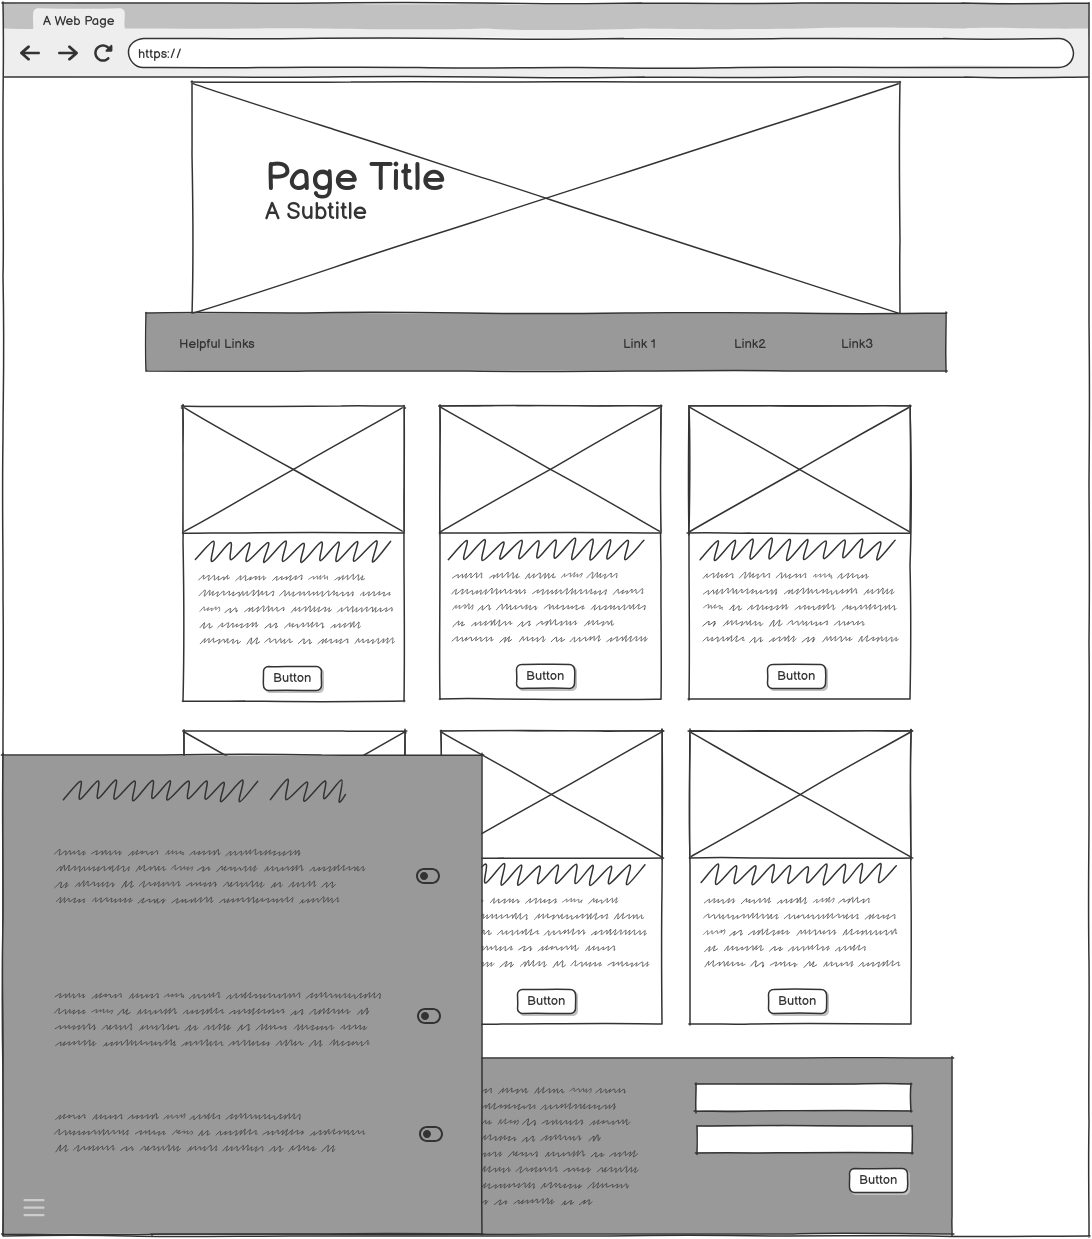 A Web Page
https://
Page Title
A Subtitle
Helpful Links Link 1 Link2 Link3
Button Button Button
Button Button
Button